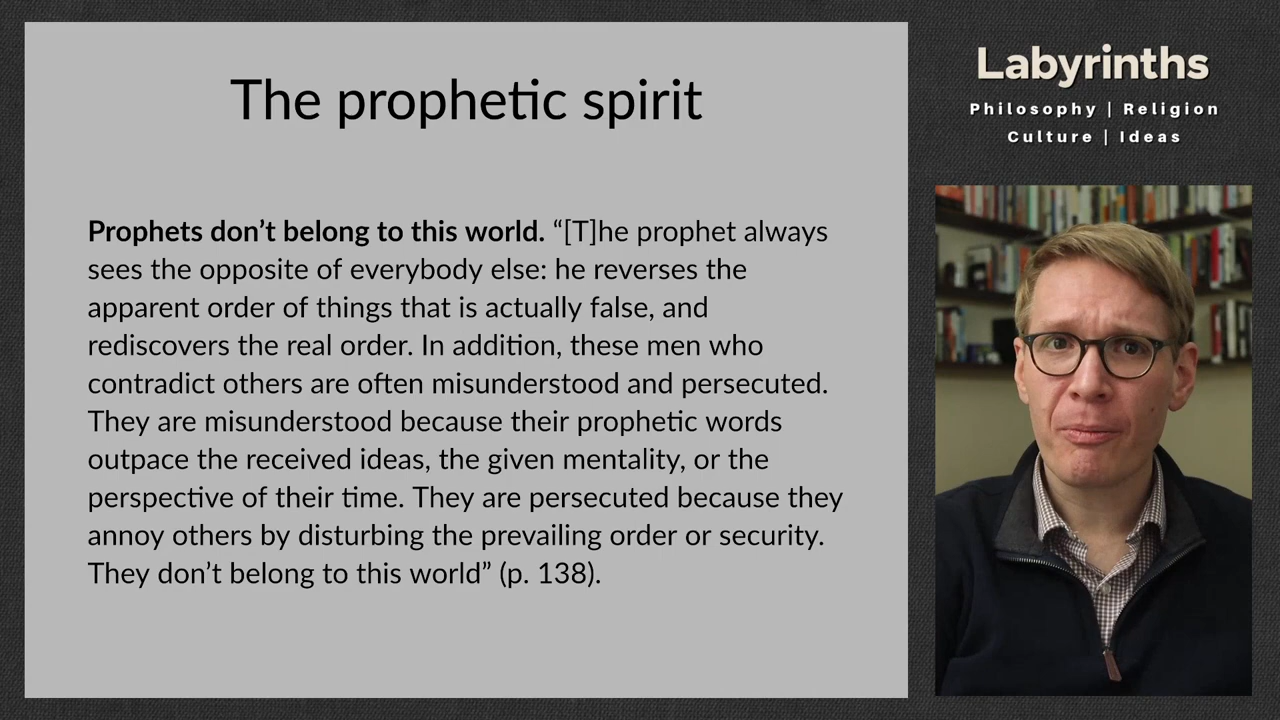 The prophetic spirit
Prophets don’t belong to this world. “[T]he prophet always
sees the opposite of everybody else: he reverses the
apparent order of things that is actually false, and
rediscovers the real order. In addition, these men who
contradict others are often misunderstood and persecuted.
They are misunderstood because their prophetic words
outpace the received ideas, the given mentality, or the
perspective of their time. They are persecuted because they
annoy others by disturbing the prevailing order or security.
They don’t belong to this world” (p. 138).
Labyrinths
Philosophy | Religion
Culture | Ideas